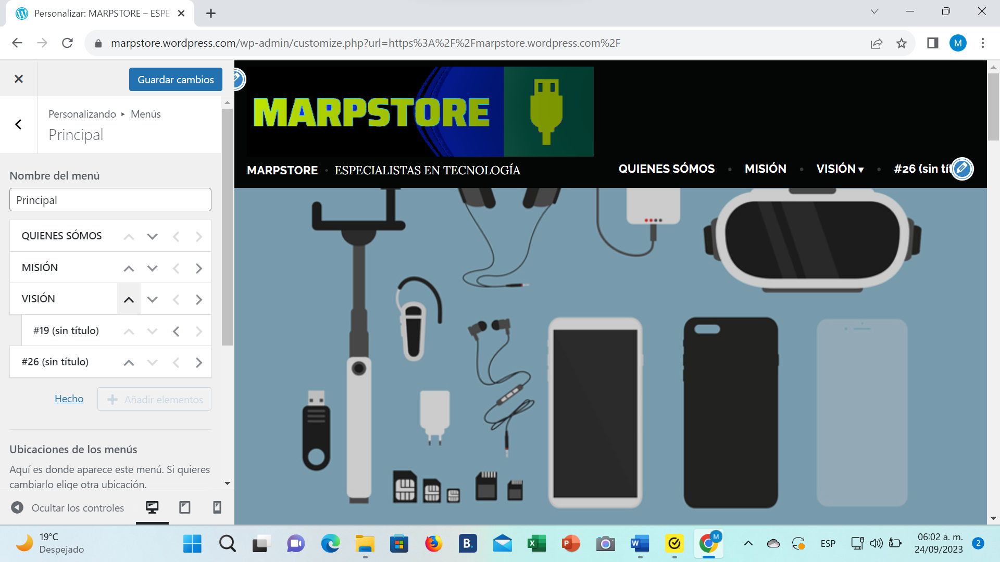 Personalizar: MARPSTORE – ESPE
marpstore.wordpress.com/wp-admin/customize.php?url=https%3A%2F%2Fmarpstore.wordpress.com%2F
M
Guardar cambios
Personalizando ▸ Menús
Principal
Nombre del menú
Principal
QUIENES SÓMOS
MISIÓN
VISIÓN
#19 (sin título)
#26 (sin título)
Hecho
+ Añadir elementos
Ubicaciones de los menús
Aquí es donde aparece este menú. Si quieres
cambiarlo elige otra ubicación.
Ocultar los controles
MARPSTORE
MARPSTORE • ESPECIALISTAS EN TECNOLOGÍA
QUIENES SÓMOS • MISIÓN • VISIÓN ▾ • #26 (sin tít
19°C
Despejado
B.
X
P
W
M
ESP
06:02 a. m.
24/09/2023
2